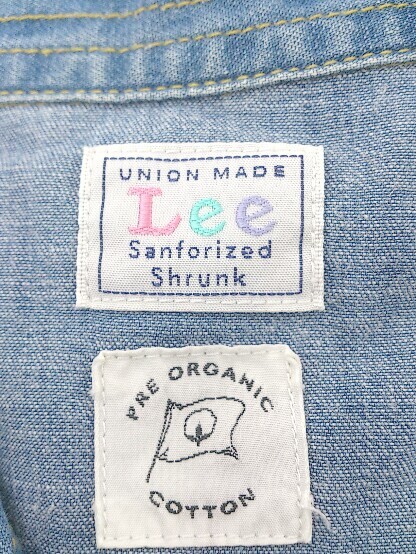 UNION MADE
Lee
Sanforized
Shrunk
PRE ORGANIC
COTTON